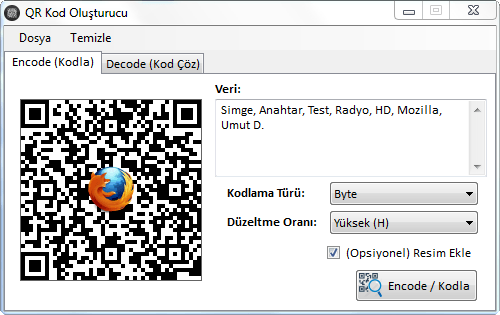 QR Kod Oluşturucu
Dosya Temizle
Encode (Kodla) Decode (Kod Çöz)
Veri:
Simge, Anahtar, Test, Radyo, HD, Mozilla,
Umut D.
Kodlama Türü: Byte
Düzeltme Oranı: Yüksek (H)
(Opsiyonel) Resim Ekle
Encode / Kodla